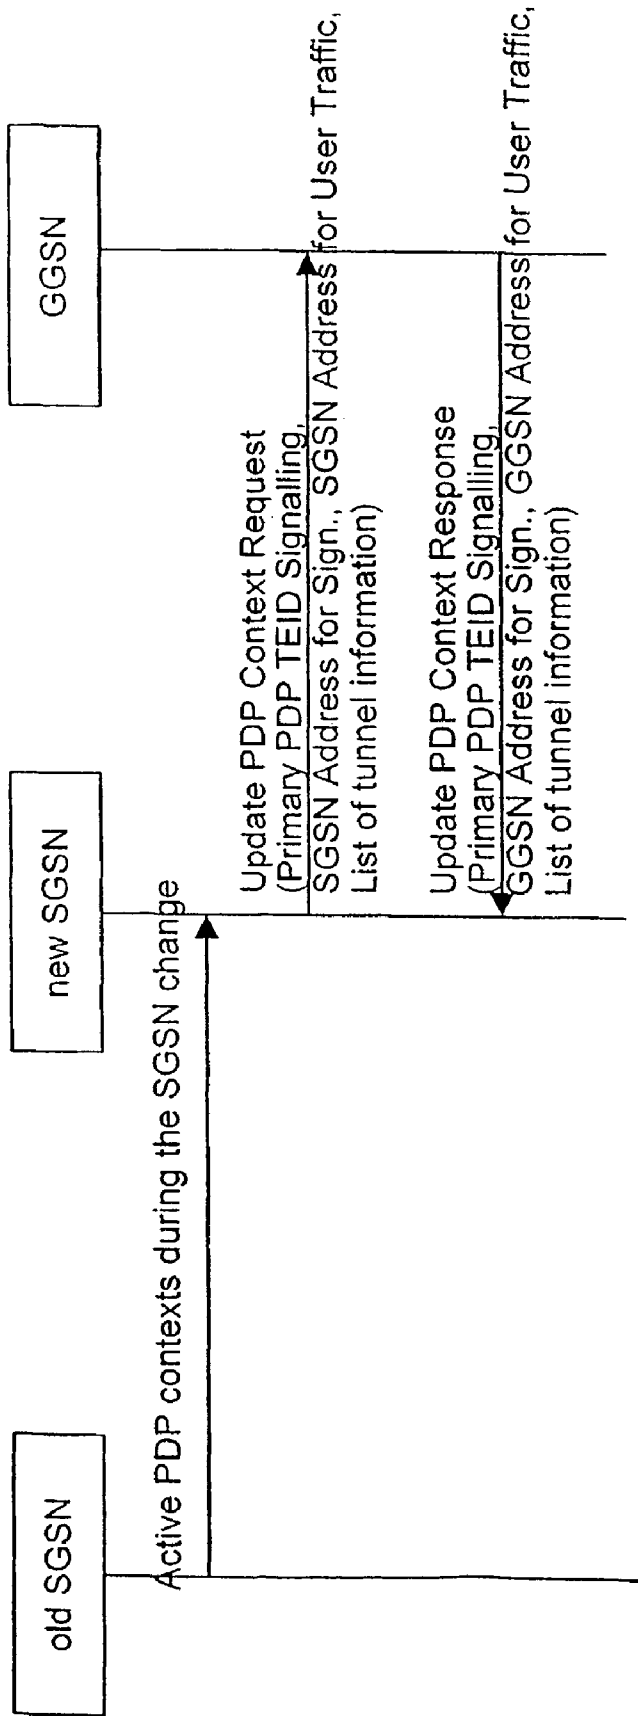 old SGSN
new SGSN
GGSN
Active PDP contexts during the SGSN change
Update PDP Context Request
(Primary PDP TEID Signalling,
SGSN Address for Sign., SGSN Address for User Traffic,
List of tunnel information)
Update PDP Context Response
(Primary PDP TEID Signalling,
GGSN Address for Sign., GGSN Address for User Traffic,
List of tunnel information)